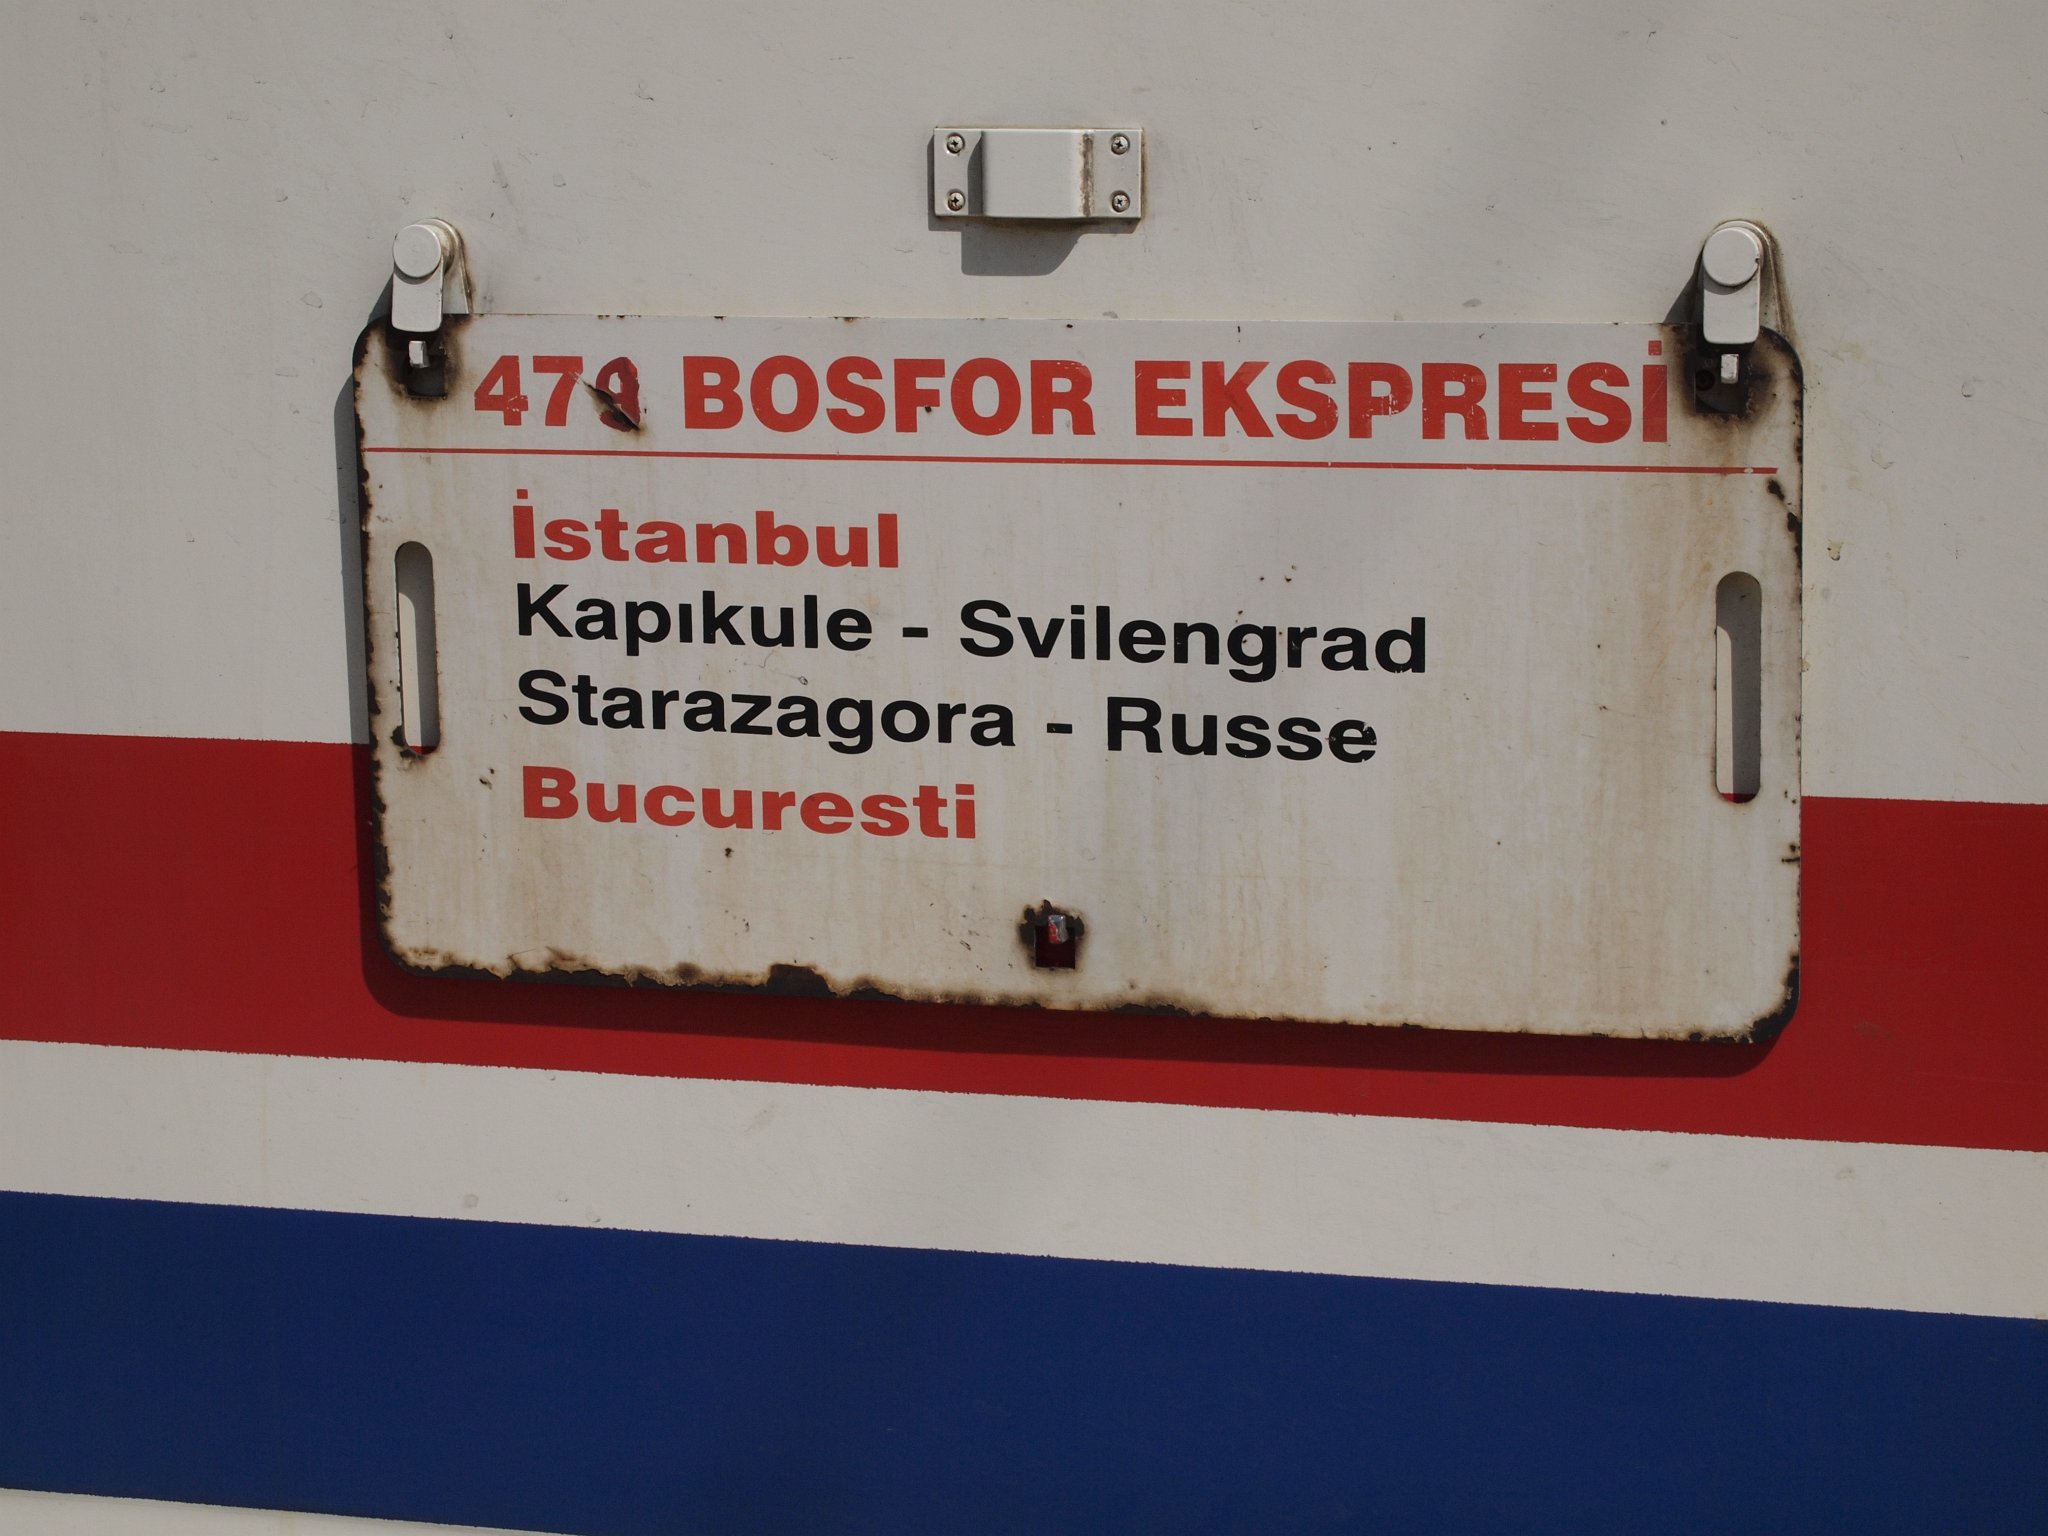 BOSFOR EKSPRESİ
İstanbul
Kapıkule - Svilengrad
Starazagora - Russe
Bucuresti